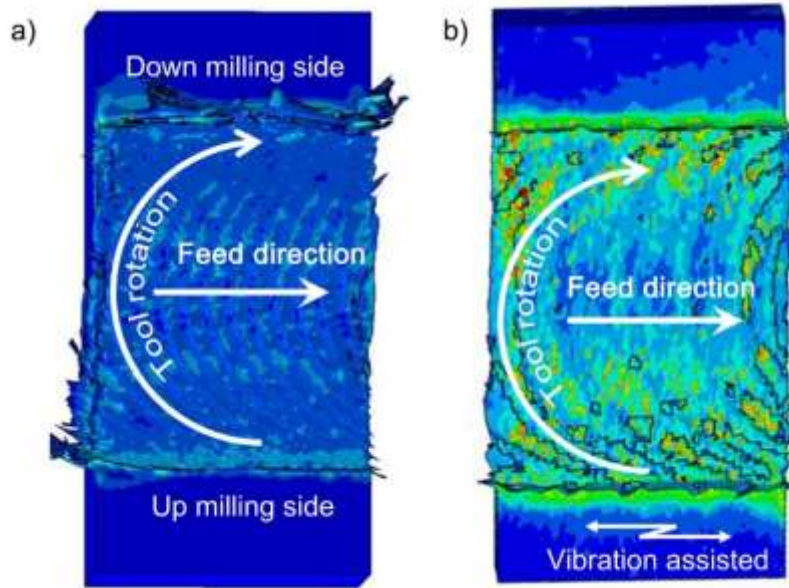 a)
Down milling side
Tool rotation
Feed direction
Up milling side
b)
Tool rotation
Feed direction
Vibration assisted